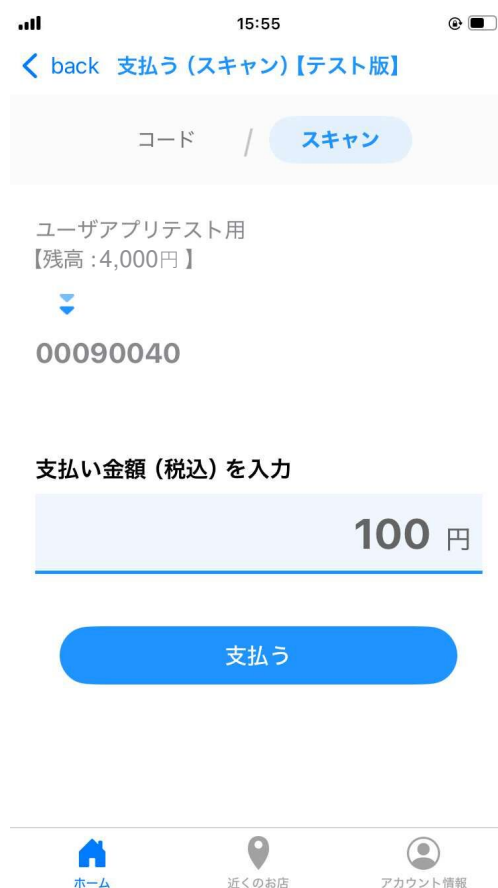 15:55
back 支払う（スキャン）【テスト版】
コード / スキャン
ユーザアプリテスト用
【残高 :4,000円 】
00090040
支払い金額（税込）を入力
100 円
支払う
ホーム 近くのお店 アカウント情報